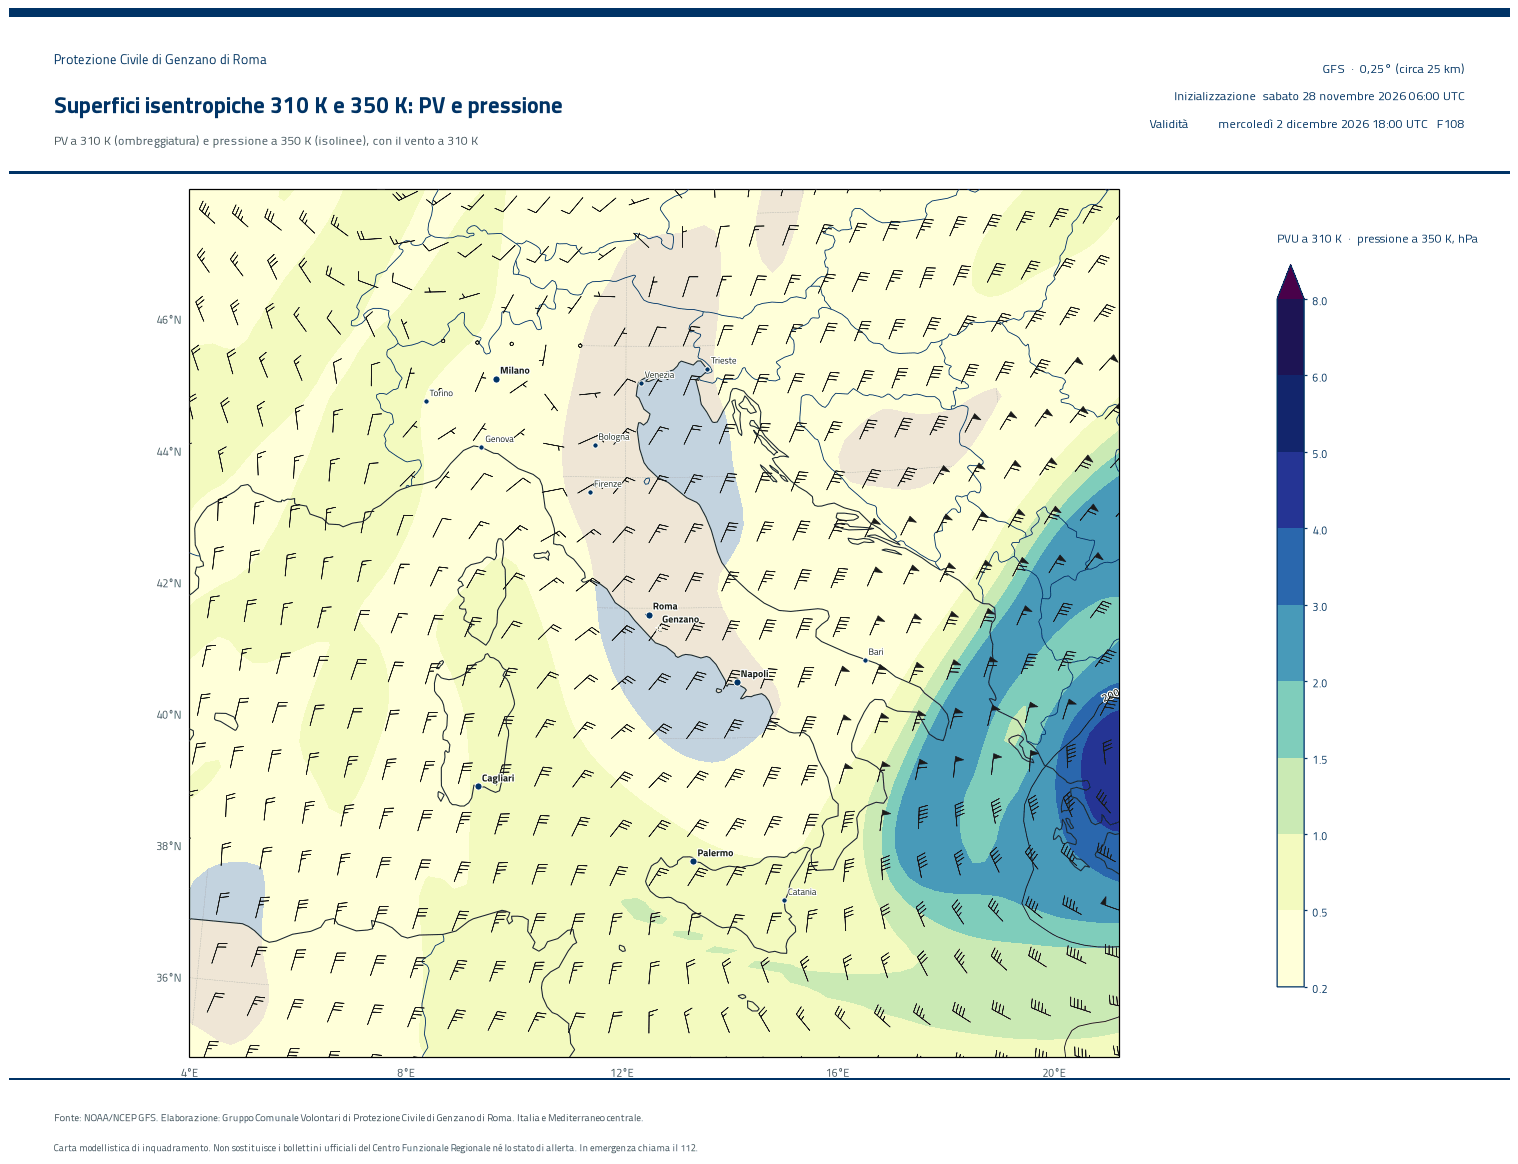 Protezione Civile di Genzano di Roma
Superfici isentropiche 310 K e 350 K: PV e pressione
PV a 310 K (ombreggiatura) e pressione a 350 K (isolinee), con il vento a 310 K
GFS · 0,25° (circa 25 km)
Inizializzazione sabato 28 novembre 2026 06:00 UTC
Validità mercoledì 2 dicembre 2026 18:00 UTC F108
PVU a 310 K · pressione a 350 K, hPa
8.0
6.0
5.0
4.0
3.0
2.0
1.5
1.0
0.5
0.2
46°N
44°N
42°N
40°N
38°N
36°N
4°E
8°E
12°E
16°E
20°E
Trieste
Venezia
Milano
Torino
Bologna
Genova
Firenze
Roma
Genzano
Bari
Napoli
200
Cagliari
Palermo
Catania
Fonte: NOAA/NCEP GFS. Elaborazione: Gruppo Comunale Volontari di Protezione Civile di Genzano di Roma. Italia e Mediterraneo centrale.
Carta modellistica di inquadramento. Non sostituisce i bollettini ufficiali del Centro Funzionale Regionale né lo stato di allerta. In emergenza chiama il 112.